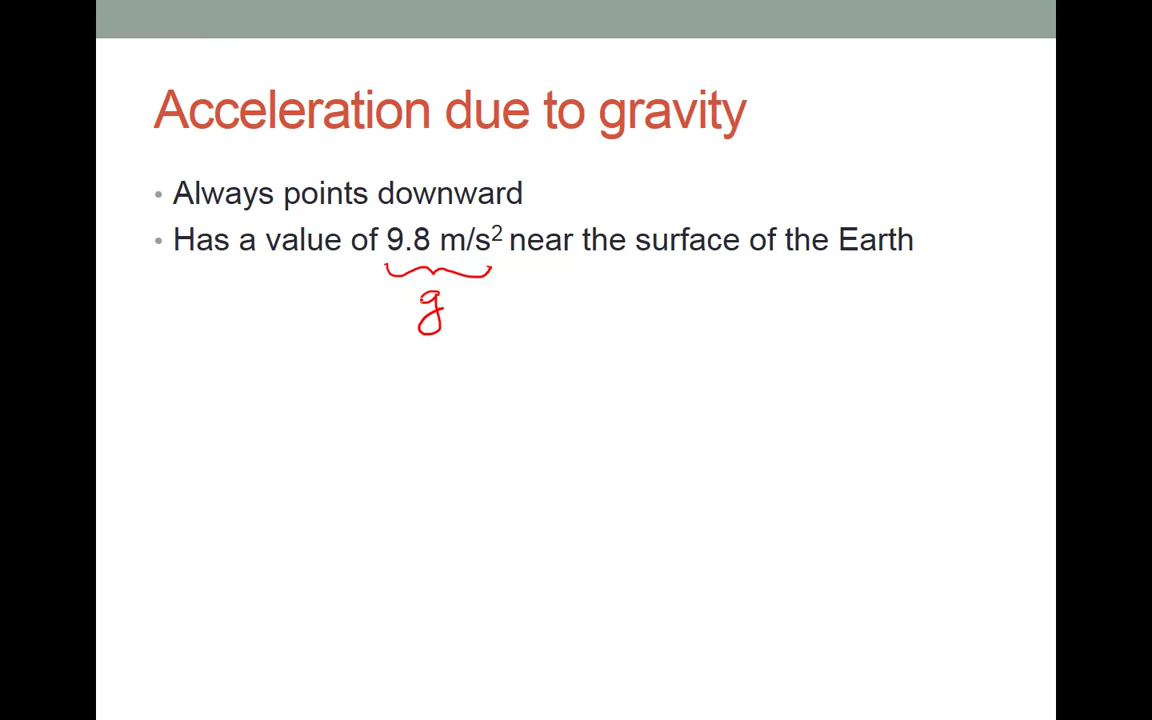 Acceleration due to gravity
• Always points downward
• Has a value of 9.8 m/s² near the surface of the Earth
g